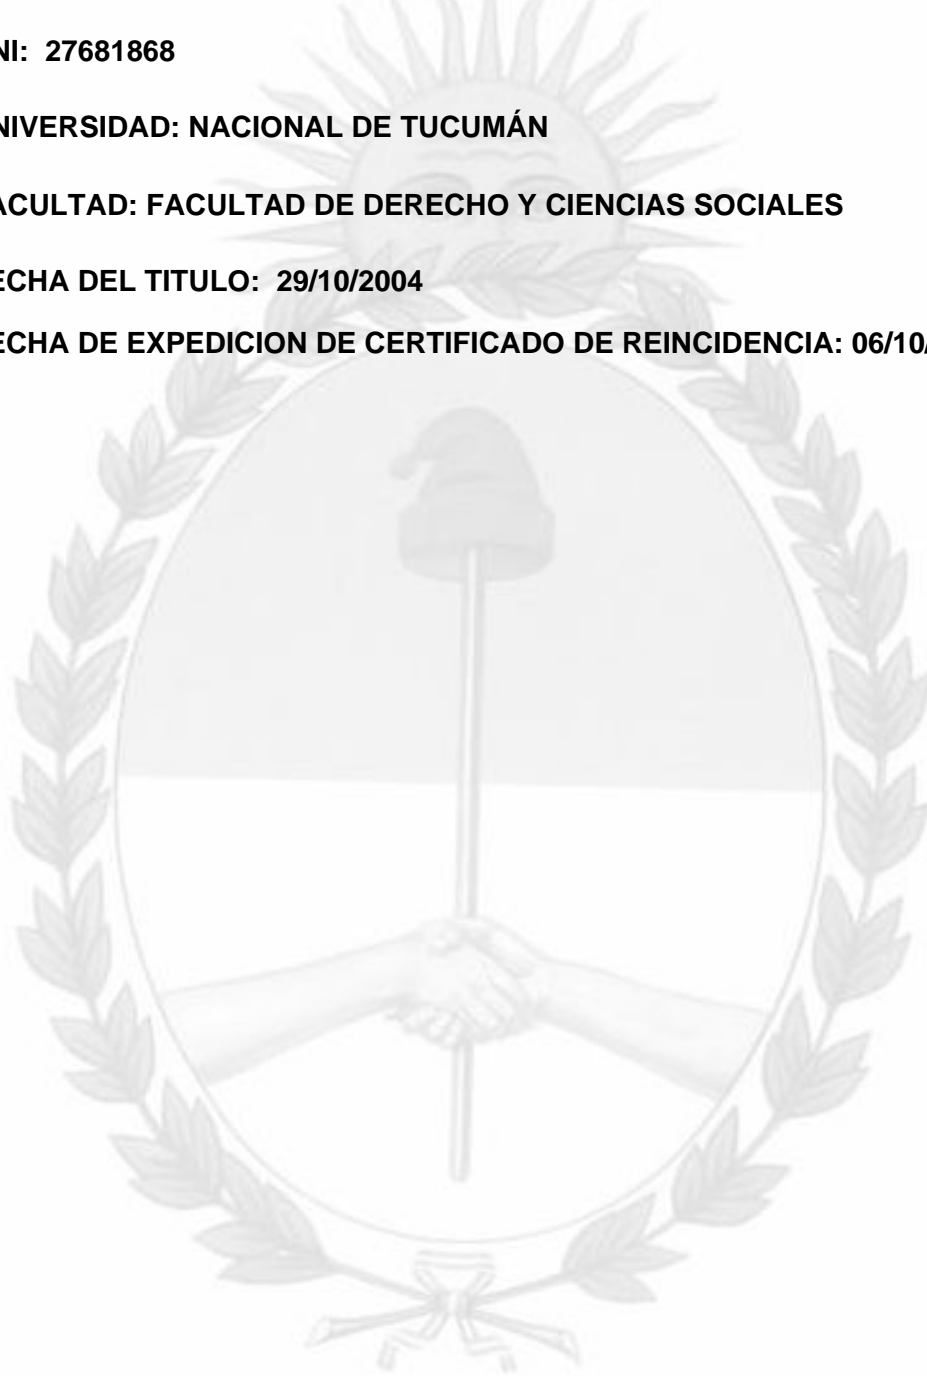 NI: 27681868
NIVERSIDAD: NACIONAL DE TUCUMÁN
ACULTAD: FACULTAD DE DERECHO Y CIENCIAS SOCIALES
ECHA DEL TITULO: 29/10/2004
ECHA DE EXPEDICION DE CERTIFICADO DE REINCIDENCIA: 06/10/